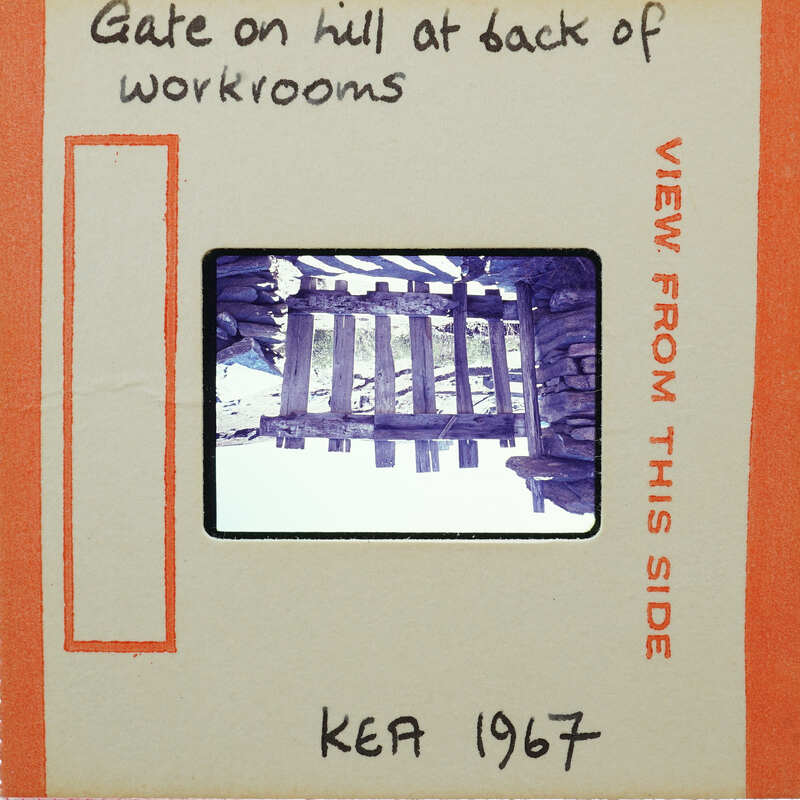 Gate on hill at back of
workrooms
VIEW FROM THIS SIDE
KEA 1967